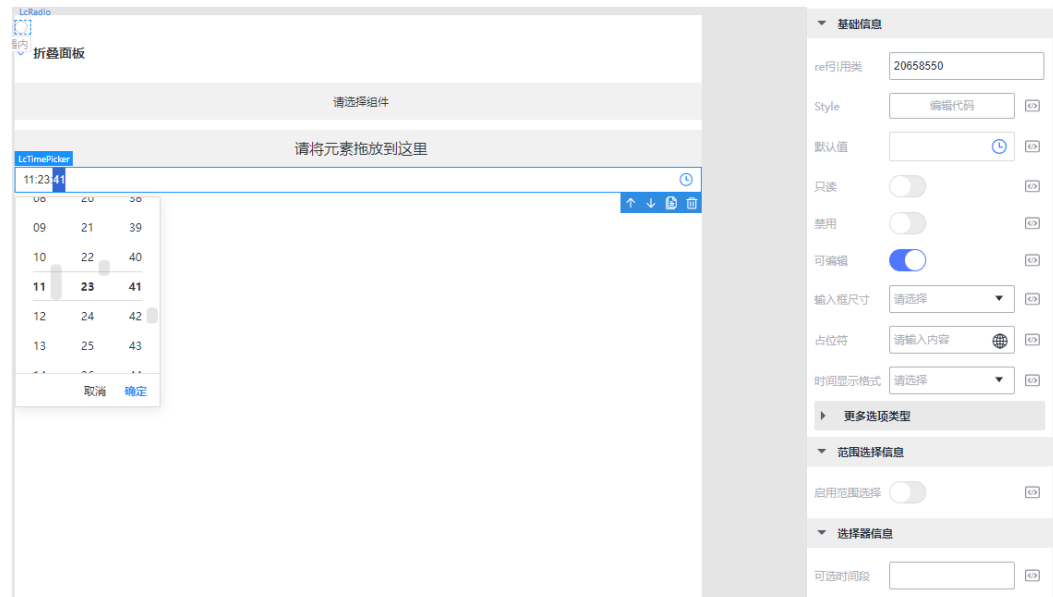 LcRadio
器内
折叠面板
请选择组件
请将元素拖放到这里
LcTimePicker
11:23:41
08 20 38
09 21 39
10 22 40
11 23 41
12 24 42
13 25 43
取消 确定
基础信息
ref引用类 20658550
Style 编辑代码
默认值
只读
禁用
可编辑
输入框尺寸 请选择
占位符 请输入内容
时间显示格式 请选择
更多选项类型
范围选择信息
启用范围选择
选择器信息
可选时间段